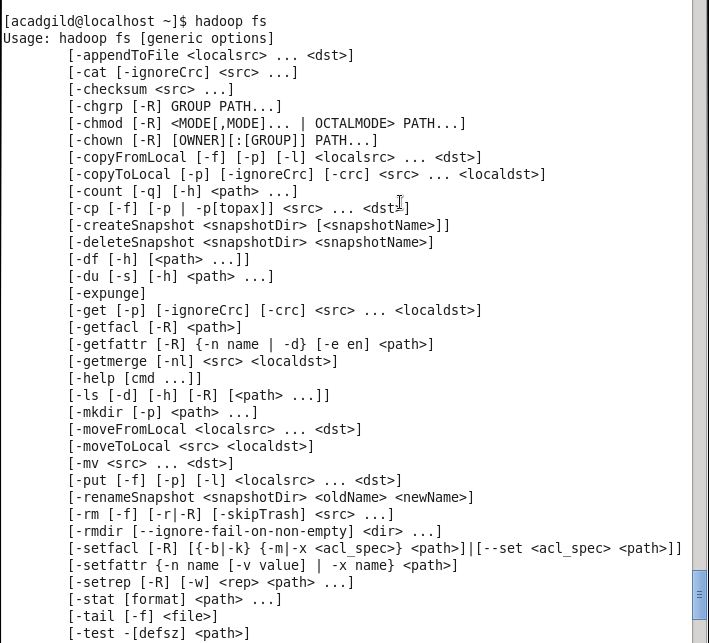 [acadgild@localhost ~]$ hadoop fs
Usage: hadoop fs [generic options]
[-appendToFile <localsrc> ... <dst>]
[-cat [-ignoreCrc] <src> ...]
[-checksum <src> ...]
[-chgrp [-R] GROUP PATH...]
[-chmod [-R] <MODE[,MODE]... | OCTALMODE> PATH...]
[-chown [-R] [OWNER][:[GROUP]] PATH...]
[-copyFromLocal [-f] [-p] [-l] <localsrc> ... <dst>]
[-copyToLocal [-p] [-ignoreCrc] [-crc] <src> ... <localdst>]
[-count [-q] [-h] <path> ...]
[-cp [-f] [-p | -p[topax]] <src> ... <dst>]
[-createSnapshot <snapshotDir> [<snapshotName>]]
[-deleteSnapshot <snapshotDir> <snapshotName>]
[-df [-h] [<path> ...]]
[-du [-s] [-h] <path> ...]
[-expunge]
[-get [-p] [-ignoreCrc] [-crc] <src> ... <localdst>]
[-getfacl [-R] <path>]
[-getfattr [-R] {-n name | -d} [-e en] <path>]
[-getmerge [-nl] <src> <localdst>]
[-help [cmd ...]]
[-ls [-d] [-h] [-R] [<path> ...]]
[-mkdir [-p] <path> ...]
[-moveFromLocal <localsrc> ... <dst>]
[-moveToLocal <src> <localdst>]
[-mv <src> ... <dst>]
[-put [-f] [-p] [-l] <localsrc> ... <dst>]
[-renameSnapshot <snapshotDir> <oldName> <newName>]
[-rm [-f] [-r|-R] [-skipTrash] <src> ...]
[-rmdir [--ignore-fail-on-non-empty] <dir> ...]
[-setfacl [-R] [{-b|-k} {-m|-x <acl_spec>} <path>]|[--set <acl_spec> <path>]]
[-setfattr {-n name [-v value] | -x name} <path>]
[-setrep [-R] [-w] <rep> <path> ...]
[-stat [format] <path> ...]
[-tail [-f] <file>]
[-test -[defsz] <path>]